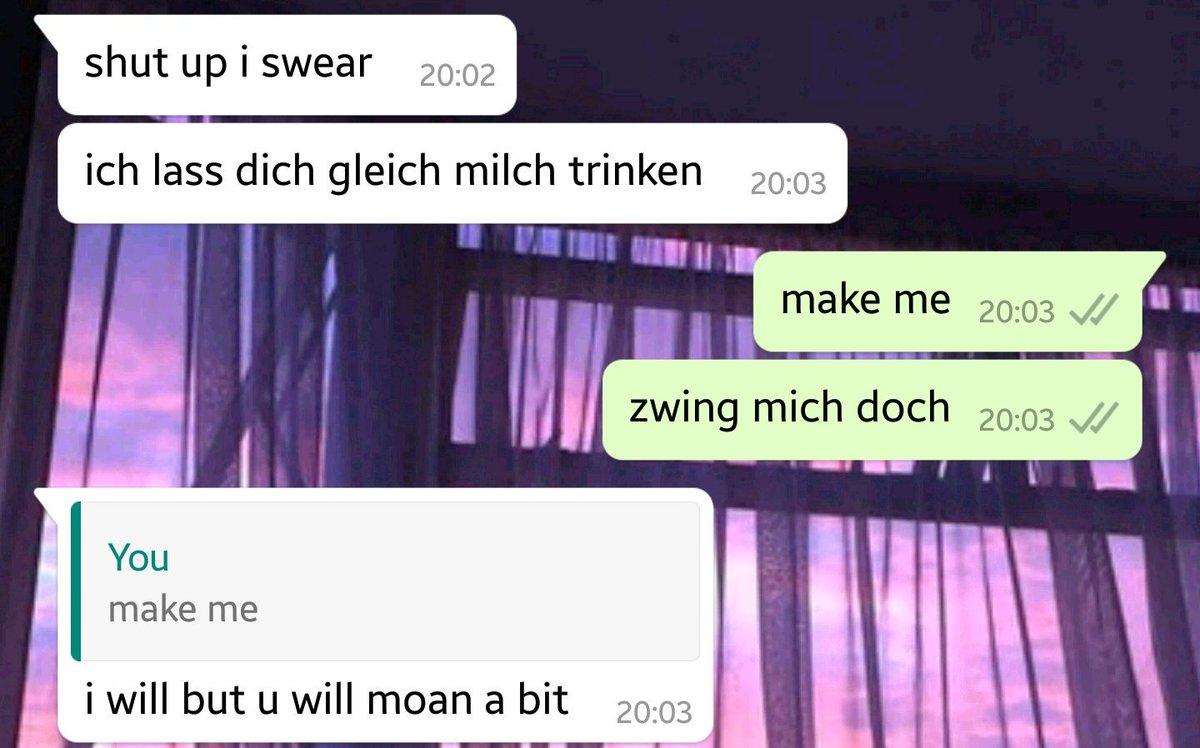 shut up i swear 20:02
ich lass dich gleich milch trinken 20:03
make me 20:03
zwing mich doch 20:03
You
make me
i will but u will moan a bit 20:03